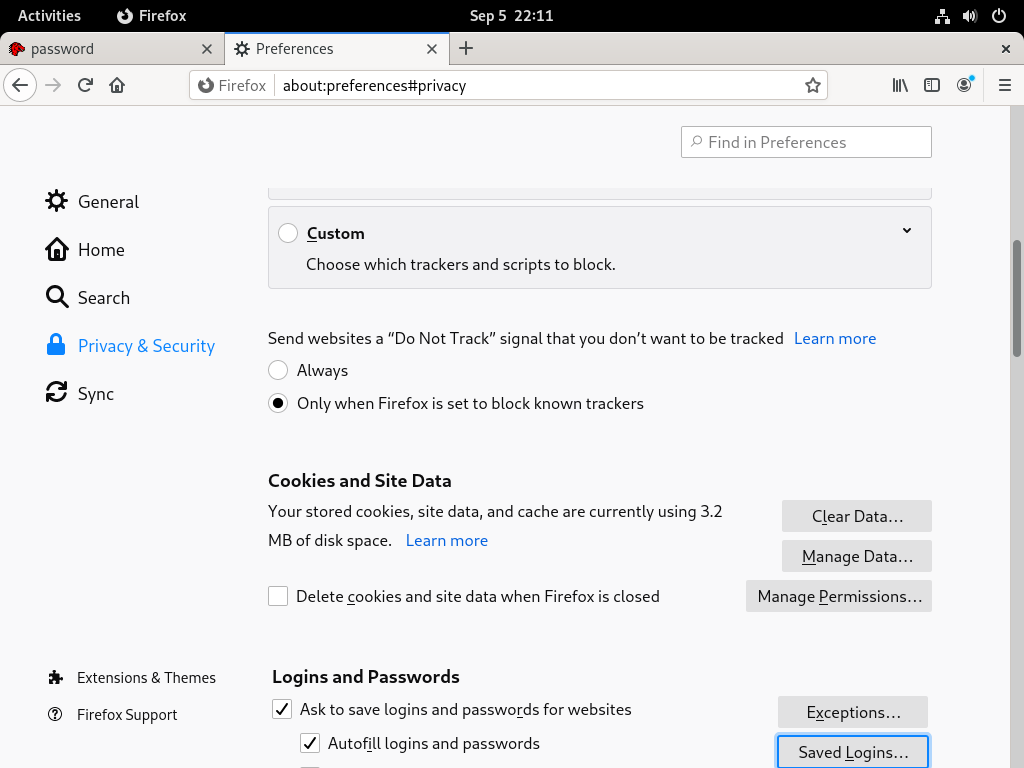 Activities
Firefox
Sep 5 22:11
password
Preferences
Firefox
about:preferences#privacy
Find in Preferences
General
Home
Search
Privacy & Security
Sync
Extensions & Themes
Firefox Support
Custom
Choose which trackers and scripts to block.
Send websites a “Do Not Track” signal that you don’t want to be tracked Learn more
Always
Only when Firefox is set to block known trackers
Cookies and Site Data
Your stored cookies, site data, and cache are currently using 3.2
MB of disk space. Learn more
Clear Data…
Manage Data…
Delete cookies and site data when Firefox is closed
Manage Permissions…
Logins and Passwords
Ask to save logins and passwords for websites
Exceptions…
Autofill logins and passwords
Saved Logins…